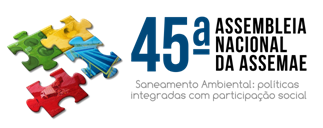 45ª
ASSEMBLEIA
NACIONAL
DA ASSEMAE
Saneamento Ambiental: políticas
integradas com participação social